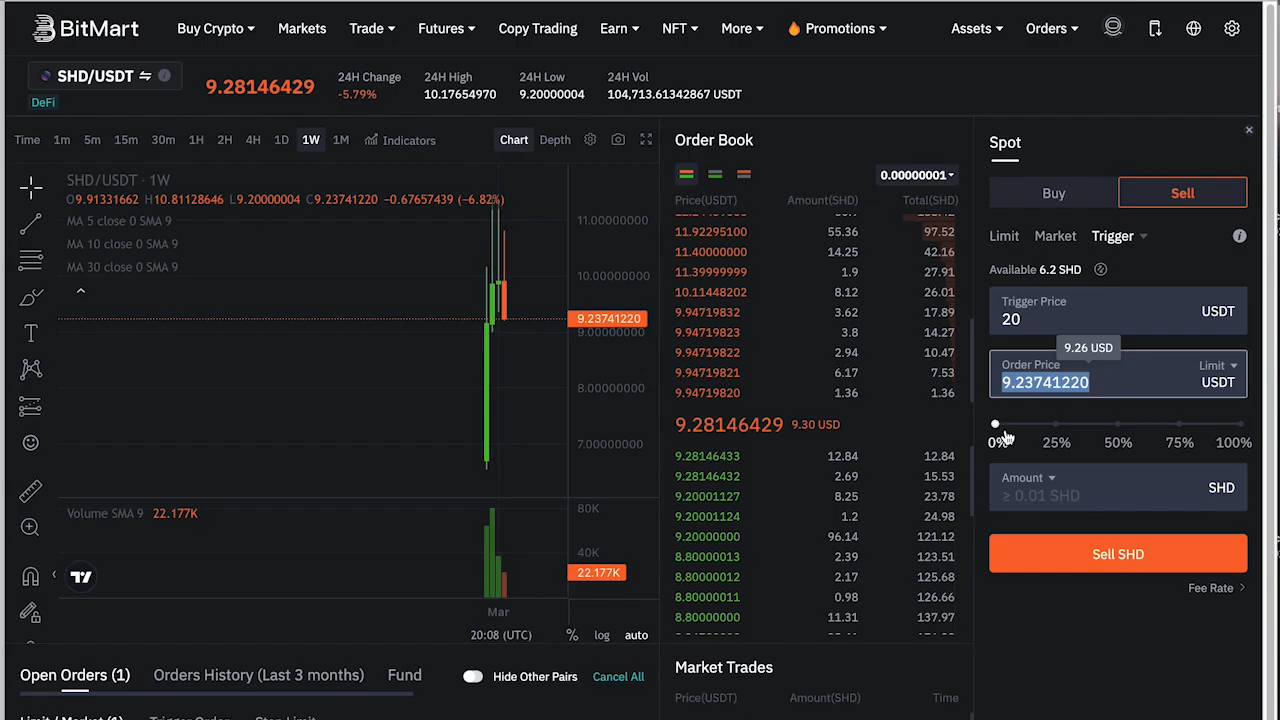 BitMart Buy Crypto Markets Trade Futures Copy Trading Earn NFT More Promotions Assets Orders
SHD/USDT
DeFi
9.28146429
24H Change
-5.79%
24H High
10.17654970
24H Low
9.20000004
24H Vol
104,713.61342867 USDT
Time 1m 5m 15m 30m 1H 2H 4H 1D 1W 1M Indicators Chart Depth
SHD/USDT · 1W
O9.91331662 H10.81128646 L9.20000004 C9.23741220 -0.67657439 (-6.82%)
MA 5 close 0 SMA 9
MA 10 close 0 SMA 9
MA 30 close 0 SMA 9
11.00000000
10.00000000
9.23741220
9.00000000
8.00000000
7.00000000
Volume SMA 9 22.177K
80K
40K
22.177K
Mar
20:08 (UTC) % log auto
Order Book
0.00000001
Price(USDT) Amount(SHD) Total(SHD)
11.92295100 55.36 97.52
11.40000000 14.25 42.16
11.39999999 1.9 27.91
10.11448202 8.12 26.01
9.94719832 3.62 17.89
9.94719823 3.8 14.27
9.94719822 2.94 10.47
9.94719821 6.17 7.53
9.94719820 1.36 1.36
9.28146429 9.30 USD
9.28146433 12.84 12.84
9.28146432 2.69 15.53
9.20001127 8.25 23.78
9.20001124 1.2 24.98
9.20000000 96.14 121.12
8.80000013 2.39 123.51
8.80000012 2.17 125.68
8.80000011 0.98 126.66
8.80000000 11.31 137.97
Market Trades
Price(USDT) Amount(SHD) Time
Spot
Buy Sell
Limit Market Trigger
Available 6.2 SHD
Trigger Price
20 USDT
9.26 USD
Order Price Limit
9.23741220 USDT
0% 25% 50% 75% 100%
Amount
≥ 0.01 SHD SHD
Sell SHD
Fee Rate
Open Orders (1) Orders History (Last 3 months) Fund Hide Other Pairs Cancel All
Limit / Market (1) Trigger Order Stop Limit